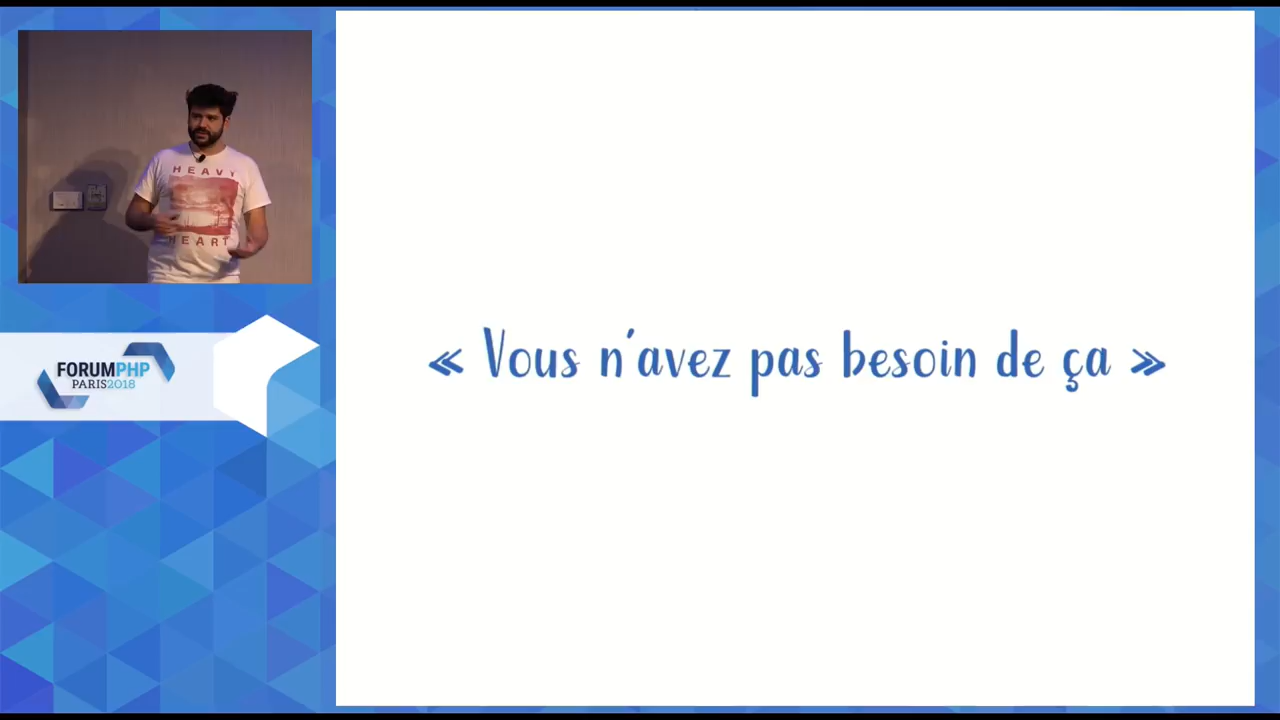 HEAVY
HEART
FORUMPHP
PARIS2018
« Vous n'avez pas besoin de ça »